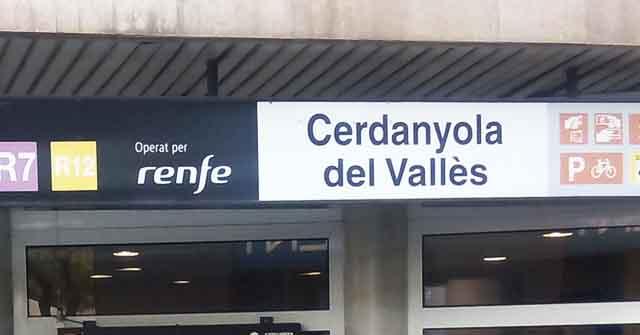 R7
R12
Operat per
renfe
Cerdanyola
del Vallès
P